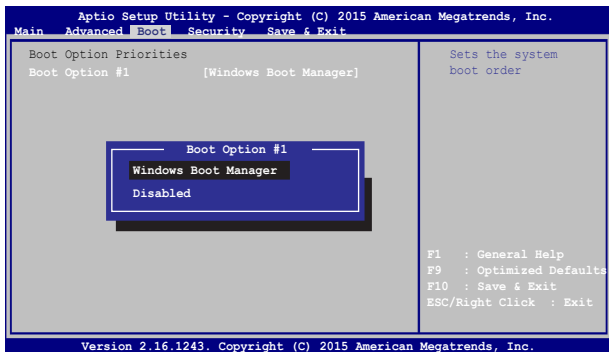 Aptio Setup Utility - Copyright (C) 2015 American Megatrends, Inc.
Main Advanced Boot Security Save & Exit
Boot Option Priorities
Boot Option #1 [Windows Boot Manager]
Sets the system
boot order
Boot Option #1
Windows Boot Manager
Disabled
F1 : General Help
F9 : Optimized Defaults
F10 : Save & Exit
ESC/Right Click : Exit
Version 2.16.1243. Copyright (C) 2015 American Megatrends, Inc.